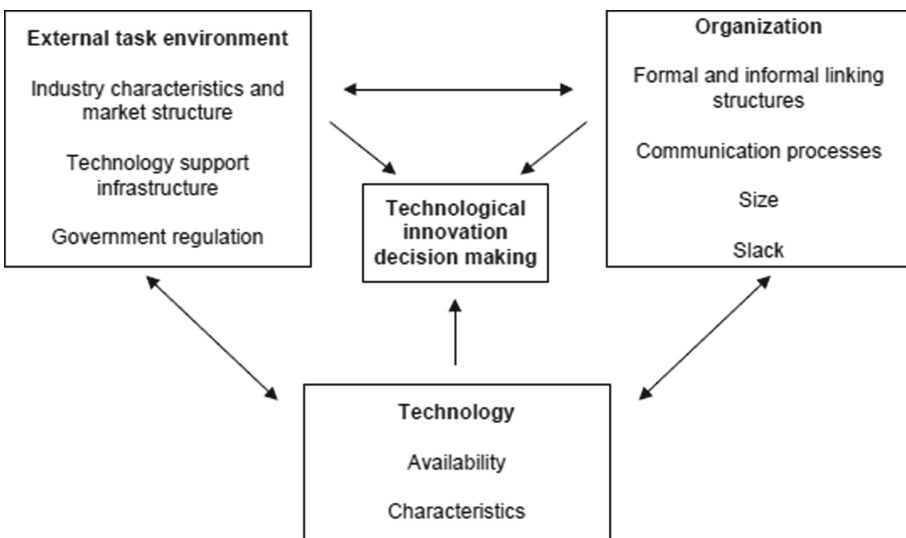 External task environment
Industry characteristics and
market structure
Technology support
infrastructure
Government regulation
Organization
Formal and informal linking
structures
Communication processes
Size
Slack
Technological
innovation
decision making
Technology
Availability
Characteristics